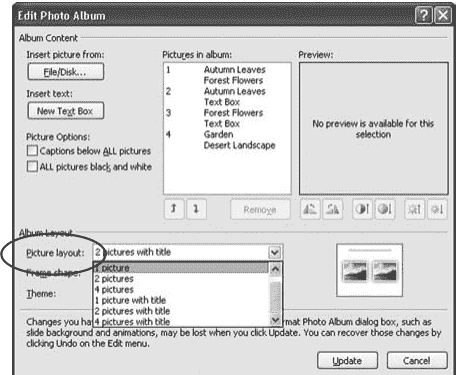 Edit Photo Album
Album Content
Insert picture from:
File/Disk...
Insert text:
New Text Box
Picture Options:
Captions below ALL pictures
ALL pictures black and white
Pictures in album:
1 Autumn Leaves
Forest Flowers
2 Autumn Leaves
Text Box
3 Forest Flowers
Text Box
4 Garden
Desert Landscape
Remove
Preview:
No preview is available for this
selection
Album Layout
Picture layout: 2 pictures with title
Frame shape:
Theme:
1 picture
2 pictures
4 pictures
1 picture with title
2 pictures with title
4 pictures with title
Changes you ha rmat Photo Album dialog box, such as
slide background and animations, may be lost when you click Update. You can recover those changes by
clicking Undo on the Edit menu.
Update
Cancel